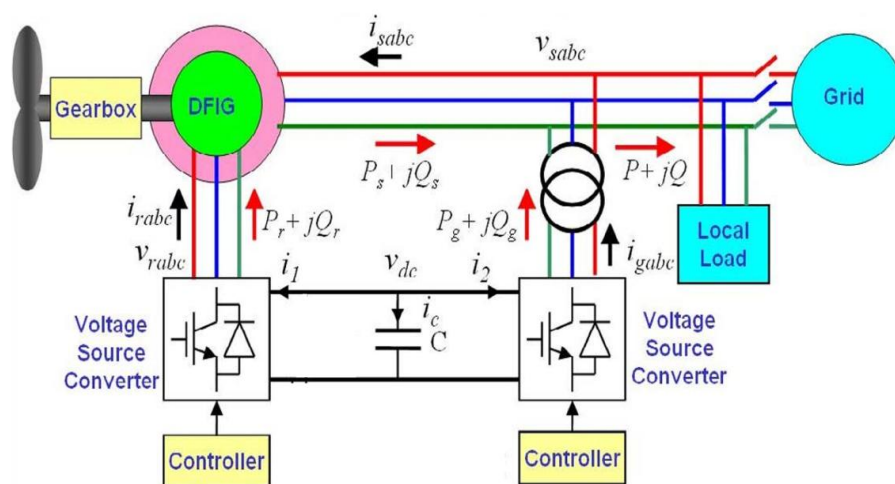 i_sabc
v_sabc
Gearbox
DFIG
Grid
P_s + jQ_s
P + jQ
i_rabc
P_r + jQ_r
P_g + jQ_g
Local
Load
v_rabc
i_1
v_dc
i_2
i_gabc
i_c
C
Voltage
Source
Converter
Voltage
Source
Converter
Controller
Controller